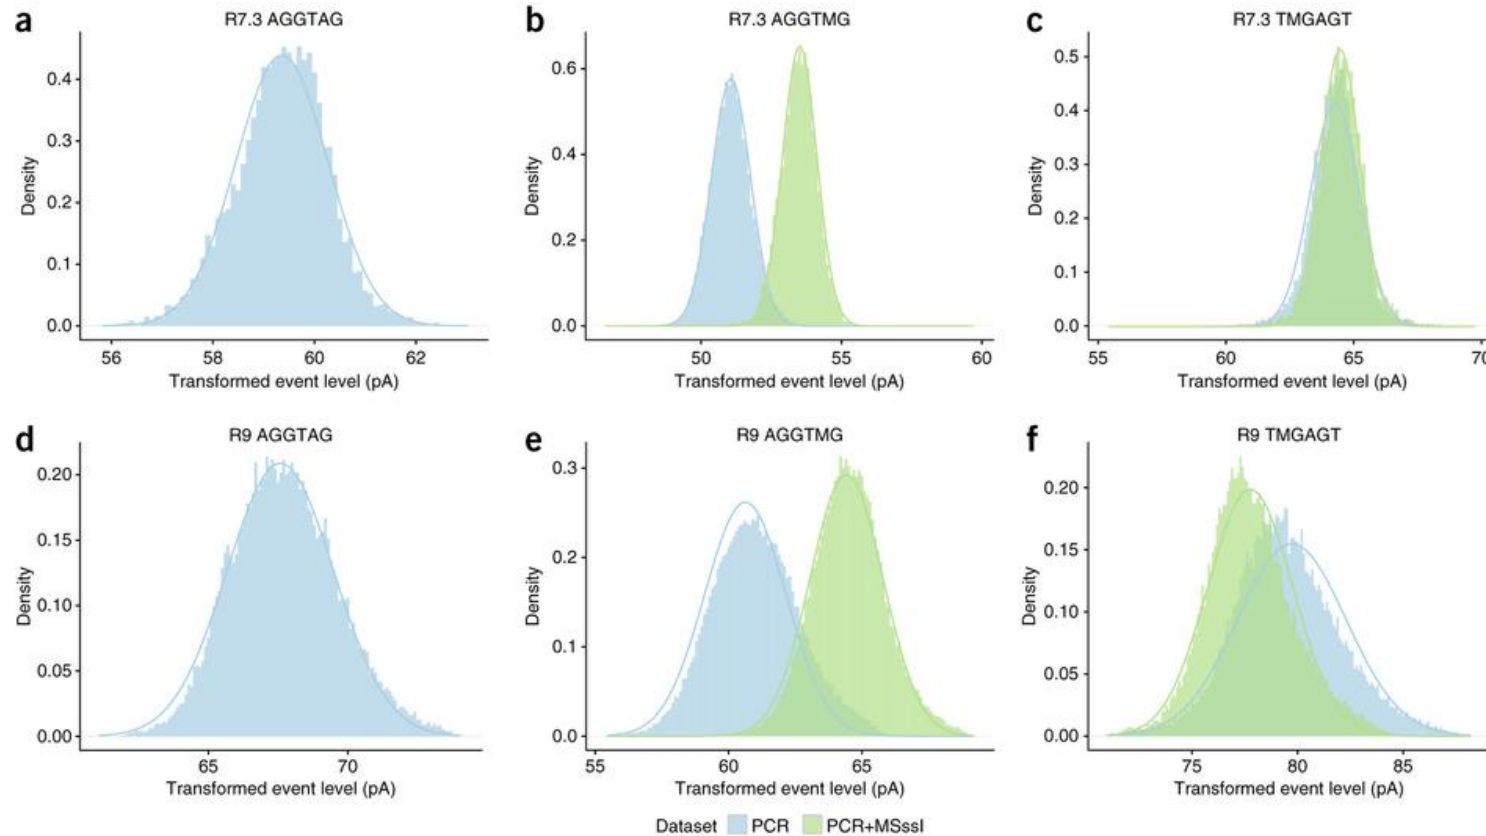 a
R7.3 AGGTAG
Density
0.4
0.3
0.2
0.1
0.0
56 58 60 62
Transformed event level (pA)
b
R7.3 AGGTMG
Density
0.6
0.4
0.2
0.0
50 55 60
Transformed event level (pA)
c
R7.3 TMGAGT
Density
0.5
0.4
0.3
0.2
0.1
0.0
55 60 65 70
Transformed event level (pA)
d
R9 AGGTAG
Density
0.20
0.15
0.10
0.05
0.00
65 70
Transformed event level (pA)
e
R9 AGGTMG
Density
0.3
0.2
0.1
0.0
55 60 65
Transformed event level (pA)
f
R9 TMGAGT
Density
0.20
0.15
0.10
0.05
0.00
75 80 85
Transformed event level (pA)
Dataset PCR PCR+MSssI